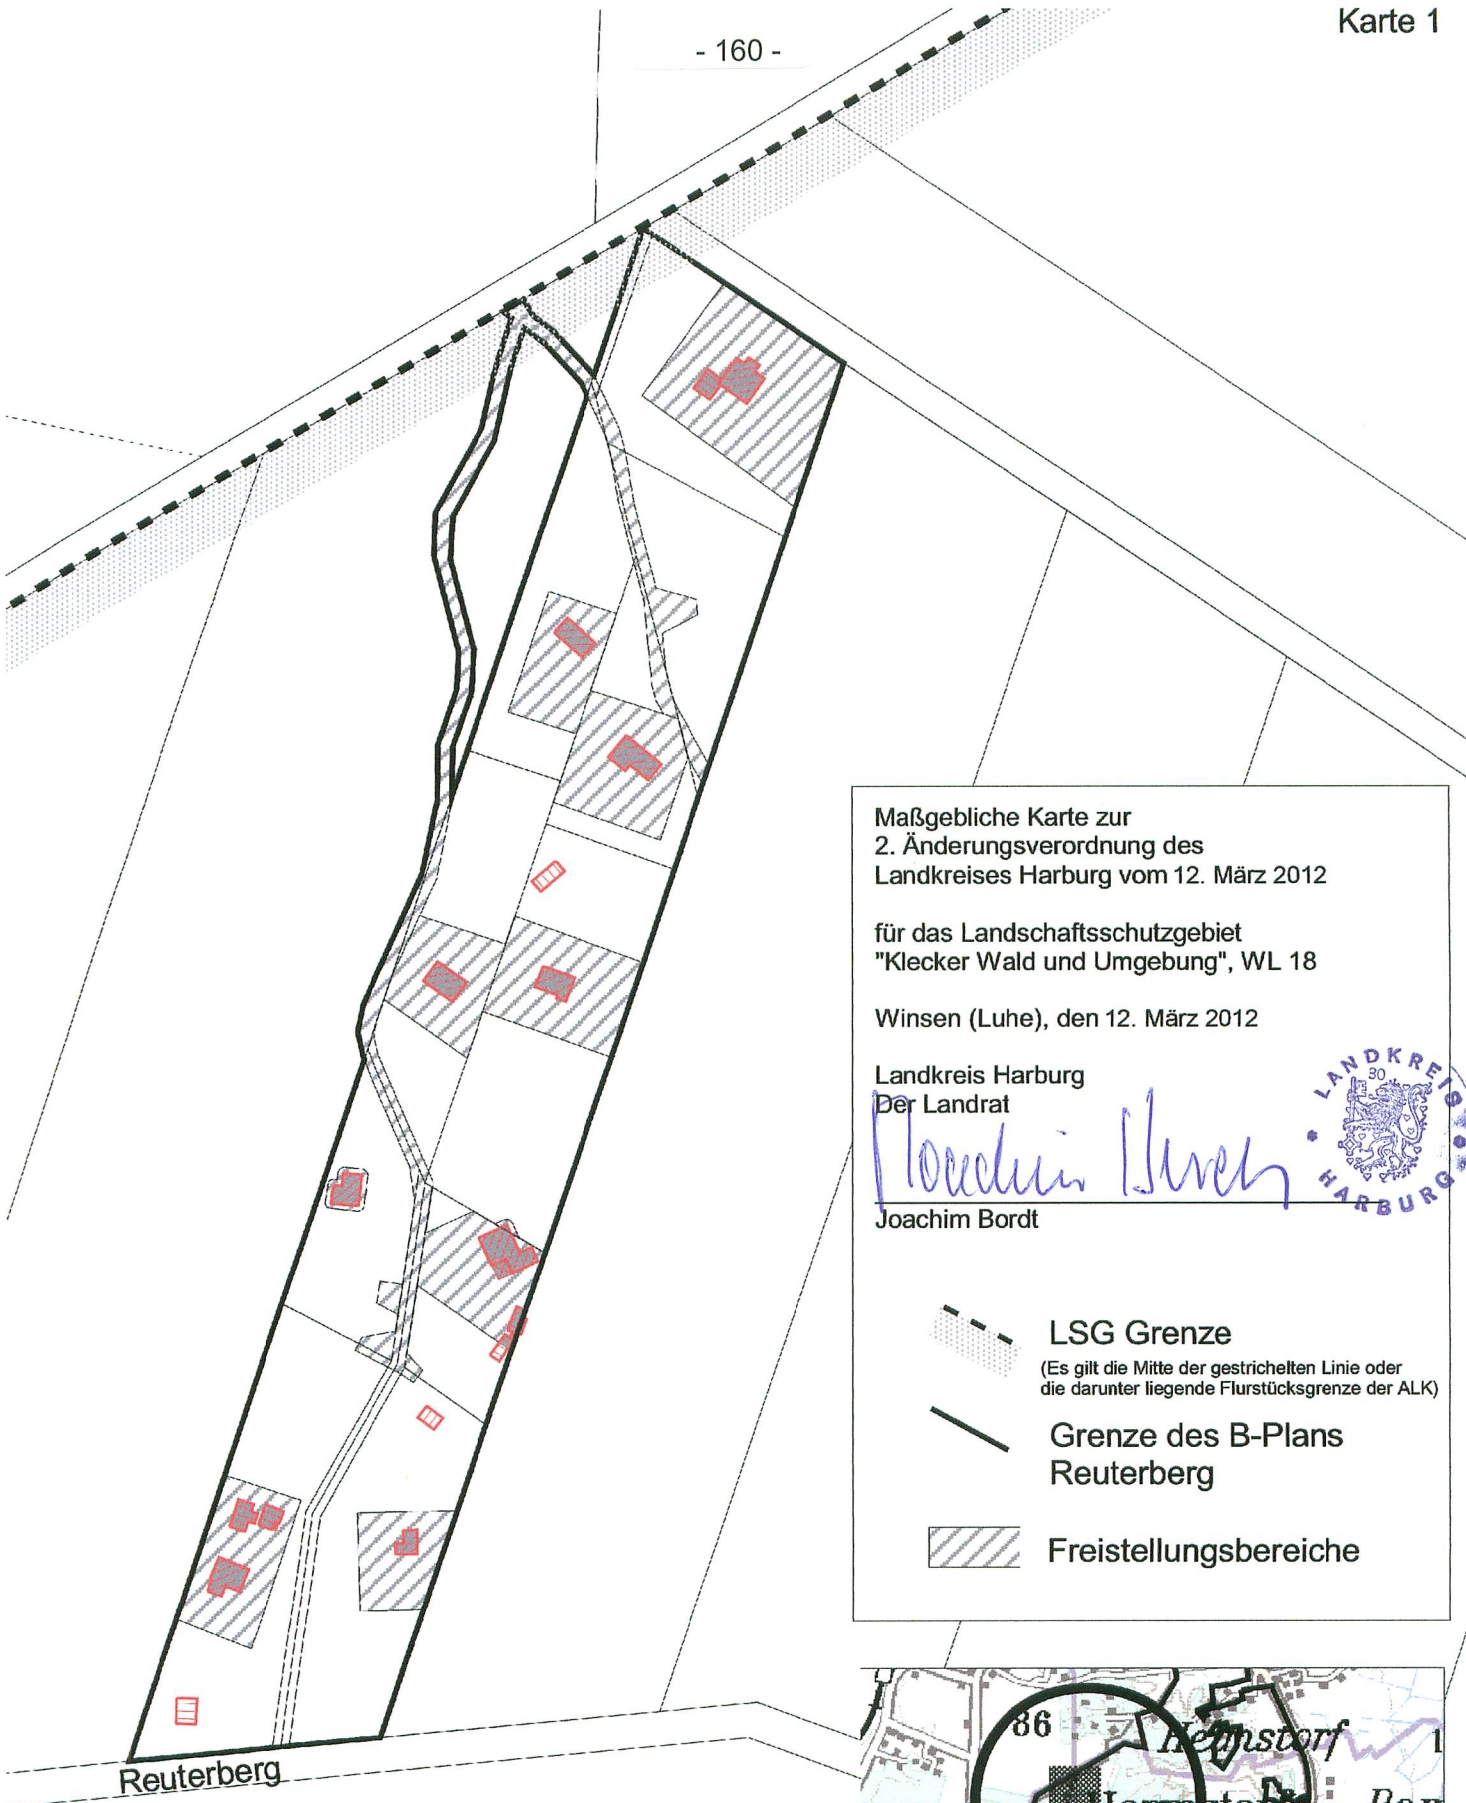 Karte 1
- 160 -
Maßgebliche Karte zur
2. Änderungsverordnung des
Landkreises Harburg vom 12. März 2012
für das Landschaftsschutzgebiet
"Klecker Wald und Umgebung", WL 18
Winsen (Luhe), den 12. März 2012
Landkreis Harburg
Der Landrat
LANDKREIS
30
HARBURG
Joachim Bordt
LSG Grenze
(Es gilt die Mitte der gestrichelten Linie oder
die darunter liegende Flurstücksgrenze der ALK)
Grenze des B-Plans
Reuterberg
Freistellungsbereiche
86
1
Reuterberg